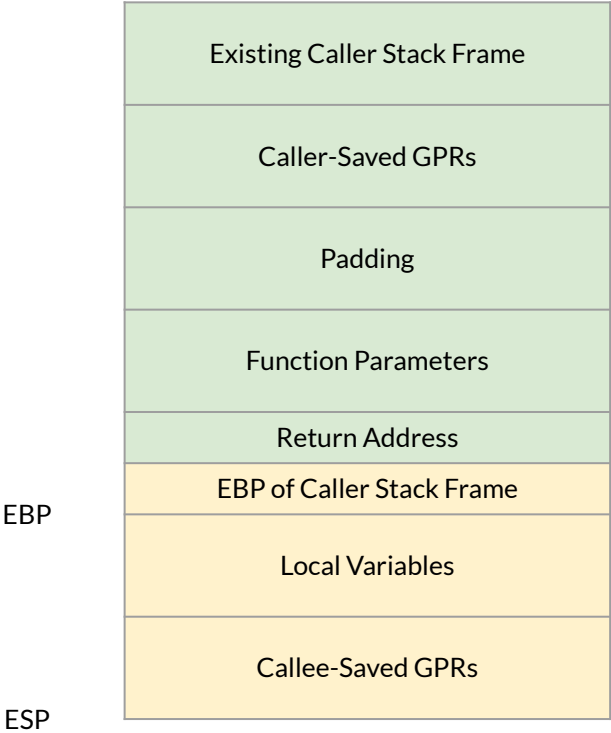 Existing Caller Stack Frame
Caller-Saved GPRs
Padding
Function Parameters
Return Address
EBP of Caller Stack Frame
EBP
Local Variables
Callee-Saved GPRs
ESP